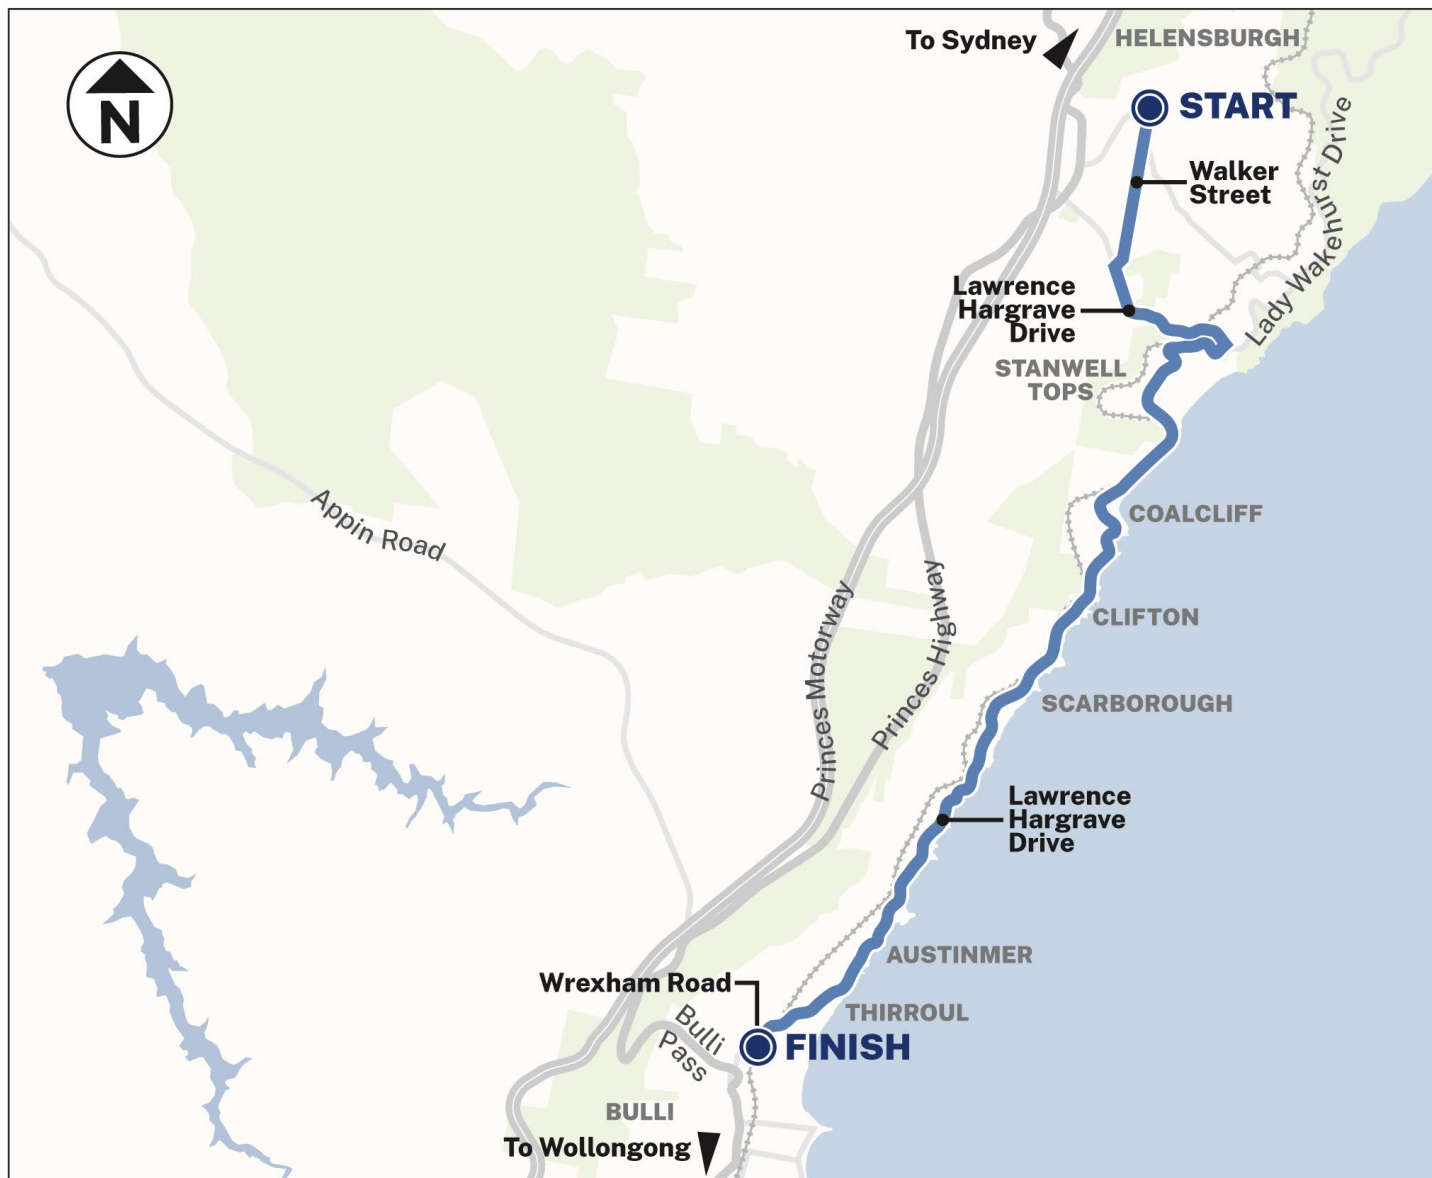 To Sydney
HELENSBURGH
N
START
Walker
Street
Lady Wakehurst Drive
Lawrence
Hargrave
Drive
STANWELL
TOPS
Appin Road
COALCLIFF
Princes Motorway
Princes Highway
CLIFTON
SCARBOROUGH
Lawrence
Hargrave
Drive
AUSTINMER
Wrexham Road
THIRROUL
Bulli
Pass
FINISH
BULLI
To Wollongong